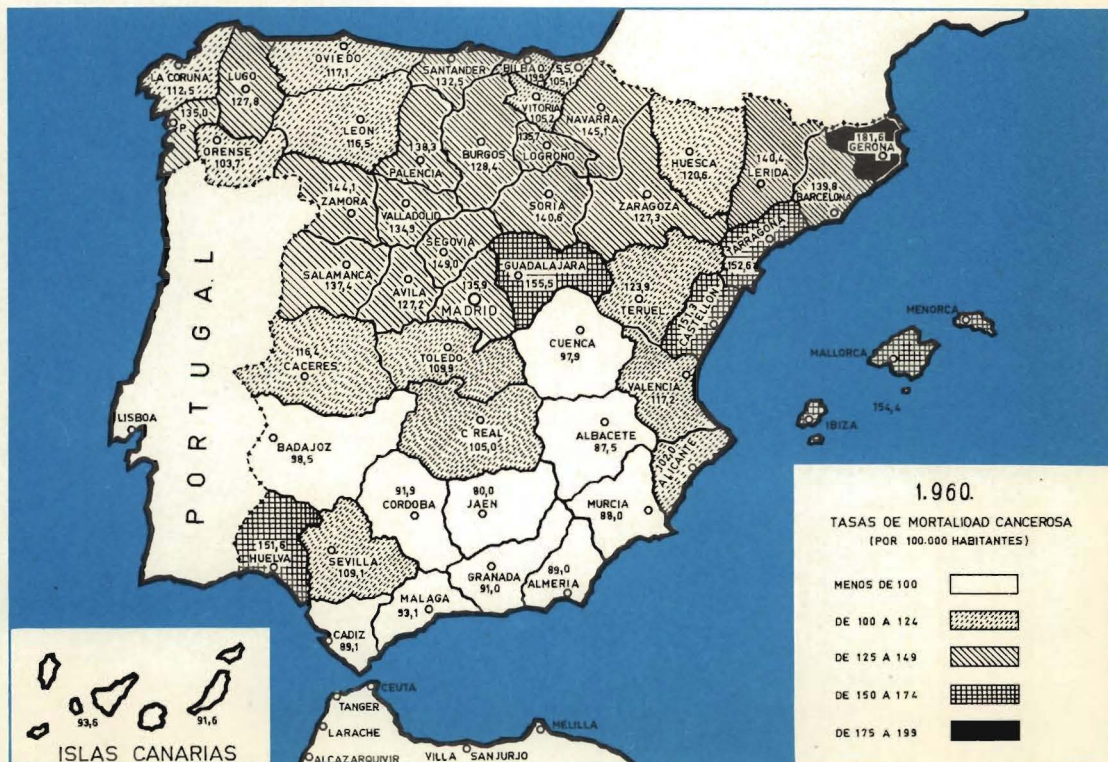 OVIEDO
117,1
LA CORUNA
112,5
LUGO
127,8
SANTANDER
132,5
BILBAO
S.S.
105,1
135,0
P
ORENSE
103,7
LEON
116,5
138,3
PALENCIA
BURGOS
128,4
VITORIA
105,2
NAVARRA
145,1
LOGROÑO
HUESCA
120,6
140,4
LERIDA
181,6
GERONA
139,8
BARCELONA
144,1
ZAMORA
VALLADOLID
134,9
SORIA
140,6
ZARAGOZA
127,3
TARRAGONA
152,6
SEGOVIA
149,0
SALAMANCA
137,4
AVILA
127,2
135,9
MADRID
GUADALAJARA
155,5
123,9
TERUEL
CASTELLON
MENORCA
MALLORCA
154,4
IBIZA
PORTUGAL
LISBOA
116,4
CACERES
TOLEDO
109,9
CUENCA
97,9
VALENCIA
117,2
BADAJOZ
98,5
C. REAL
105,0
ALBACETE
87,5
ALICANTE
91,9
CORDOBA
80,0
JAEN
MURCIA
88,0
151,6
HUELVA
SEVILLA
109,1
GRANADA
91,0
89,0
ALMERIA
MALAGA
93,1
CADIZ
89,1
93,6
91,6
ISLAS CANARIAS
CEUTA
TANGER
LARACHE
ALCAZARQUIVIR
VILLA SANJURJO
MELILLA
1.960.
TASAS DE MORTALIDAD CANCEROSA
(POR 100.000 HABITANTES)
MENOS DE 100
DE 100 A 124
DE 125 A 149
DE 150 A 174
DE 175 A 199